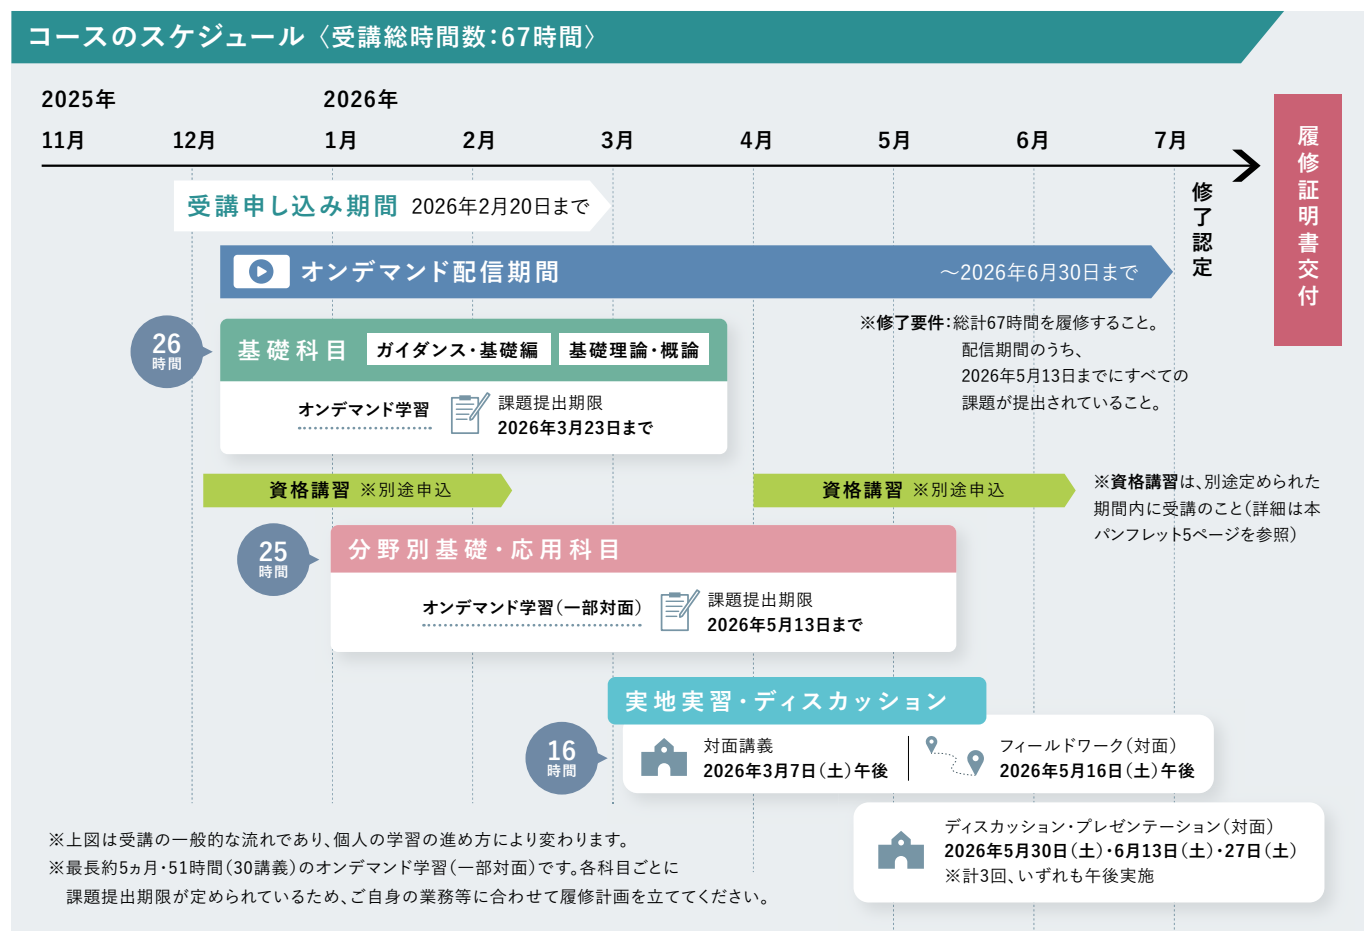 コースのスケジュール〈受講総時間数：67時間〉
2025年
2026年
11月 12月 1月 2月 3月 4月 5月 6月 7月
履修証明書交付
修了認定
受講申し込み期間 2026年2月20日まで
オンデマンド配信期間 ～2026年6月30日まで
※修了要件：総計67時間を履修すること。
配信期間のうち、
2026年5月13日までにすべての
課題が提出されていること。
26
時間
基礎科目 ガイダンス・基礎編 基礎理論・概論
オンデマンド学習
課題提出期限
2026年3月23日まで
資格講習 ※別途申込
資格講習 ※別途申込
※資格講習は、別途定められた
期間内に受講のこと（詳細は本
パンフレット5ページを参照）
25
時間
分野別基礎・応用科目
オンデマンド学習（一部対面）
課題提出期限
2026年5月13日まで
実地実習・ディスカッション
16
時間
対面講義
2026年3月7日（土）午後
フィールドワーク（対面）
2026年5月16日（土）午後
ディスカッション・プレゼンテーション（対面）
2026年5月30日（土）・6月13日（土）・27日（土）
※計3回、いずれも午後実施
※上図は受講の一般的な流れであり、個人の学習の進め方により変わります。
※最長約5ヵ月・51時間（30講義）のオンデマンド学習（一部対面）です。各科目ごとに
課題提出期限が定められているため、ご自身の業務等に合わせて履修計画を立ててください。